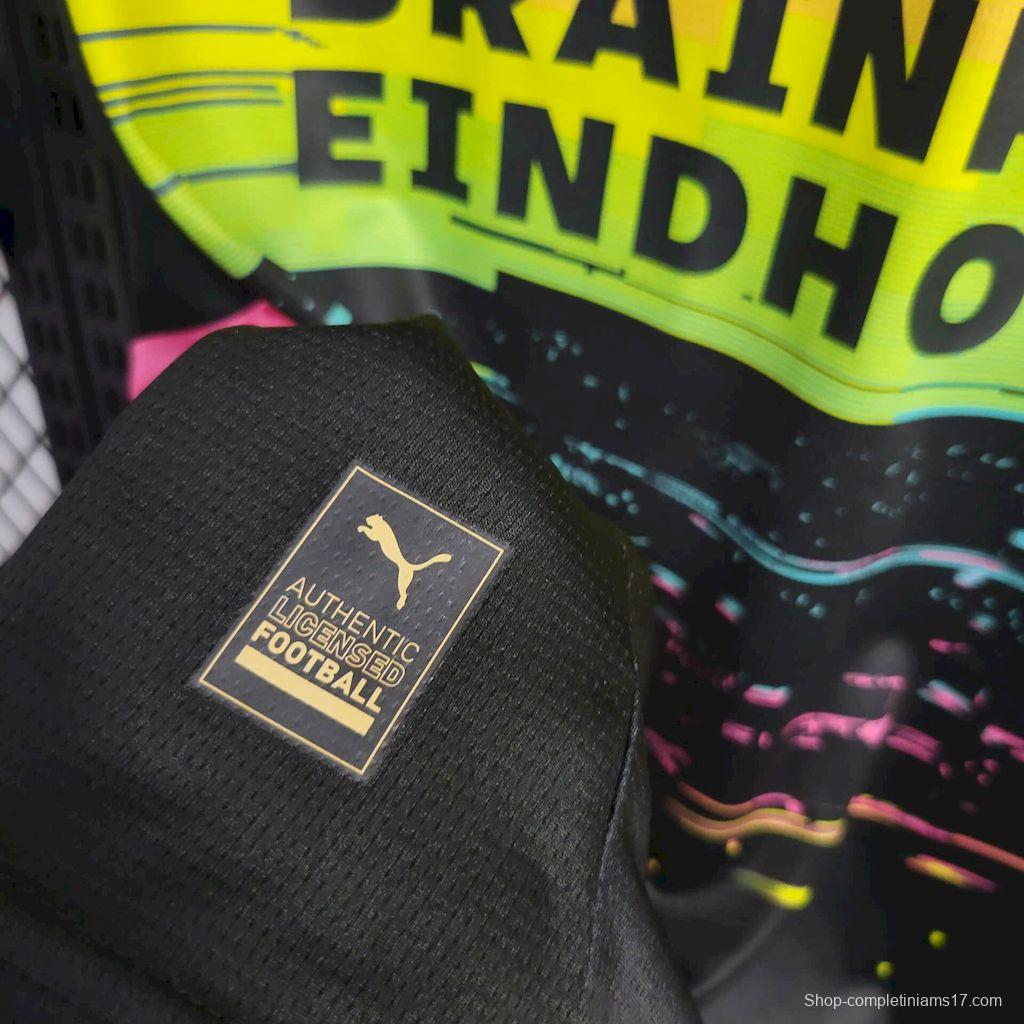 EINDHO
AUTHENTIC
LICENSED
FOOTBALL
Shop-completiniams17.com